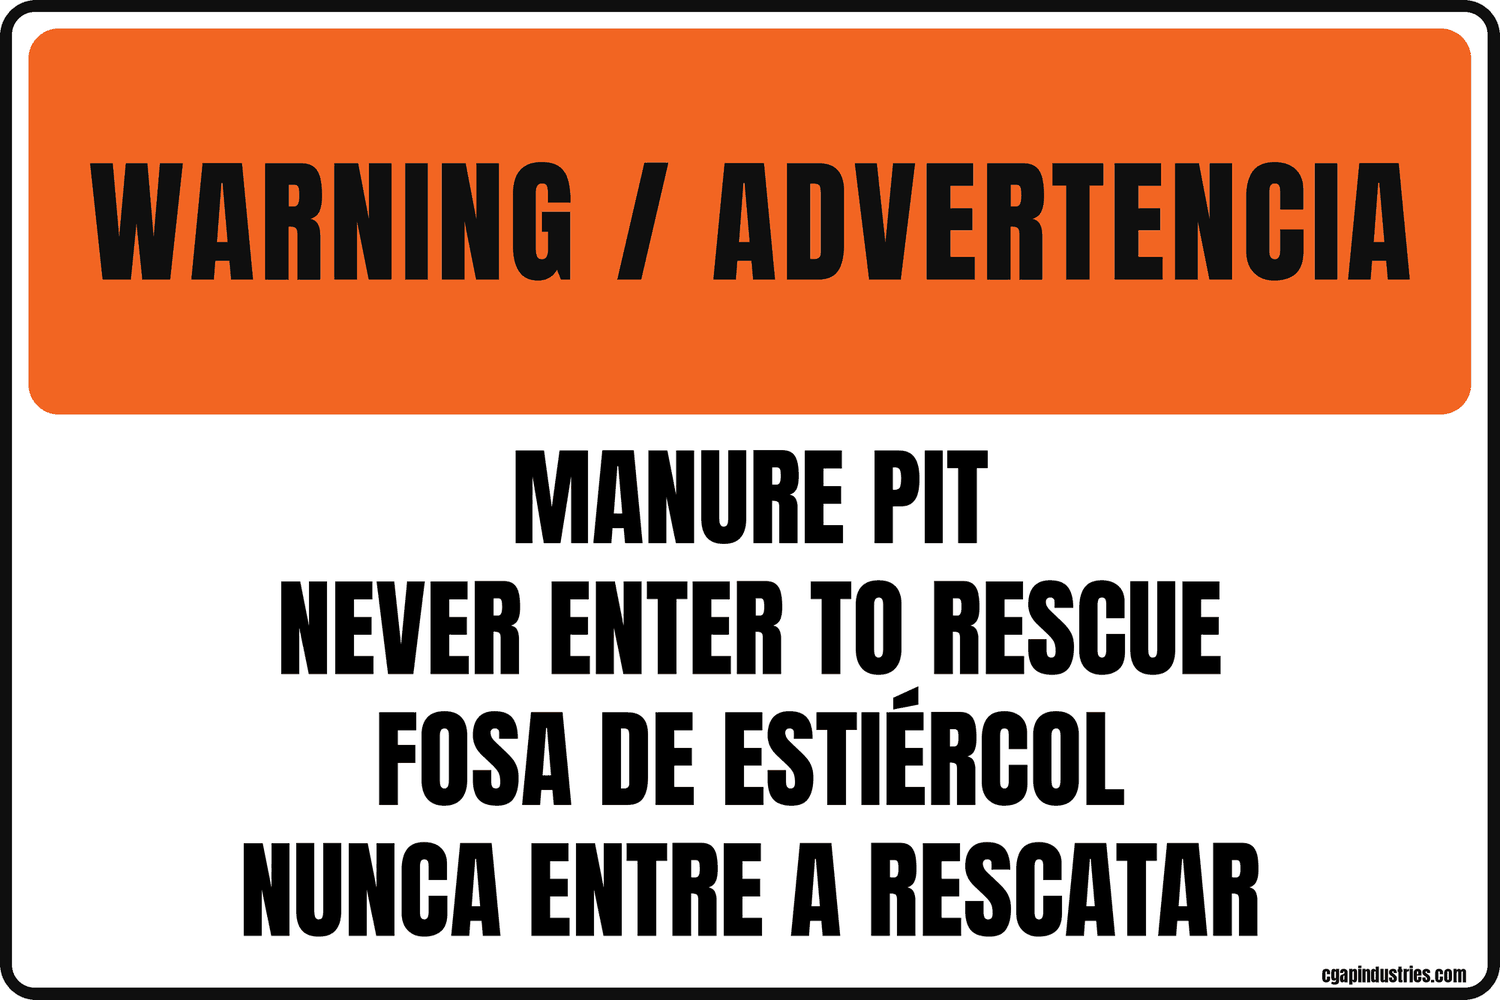 WARNING / ADVERTENCIA
MANURE PIT
NEVER ENTER TO RESCUE
FOSA DE ESTIÉRCOL
NUNCA ENTRE A RESCATAR
cgapindustries.com